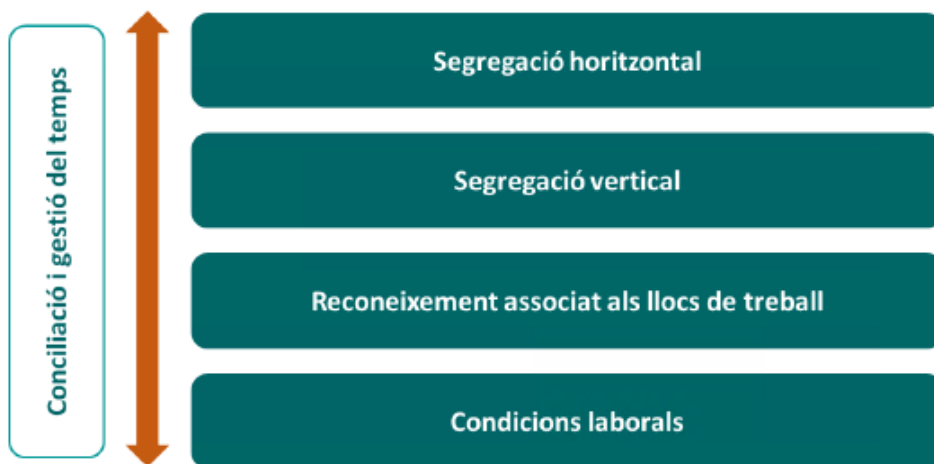 Conciliació i gestió del temps
Segregació horitzontal
Segregació vertical
Reconeixement associat als llocs de treball
Condicions laborals